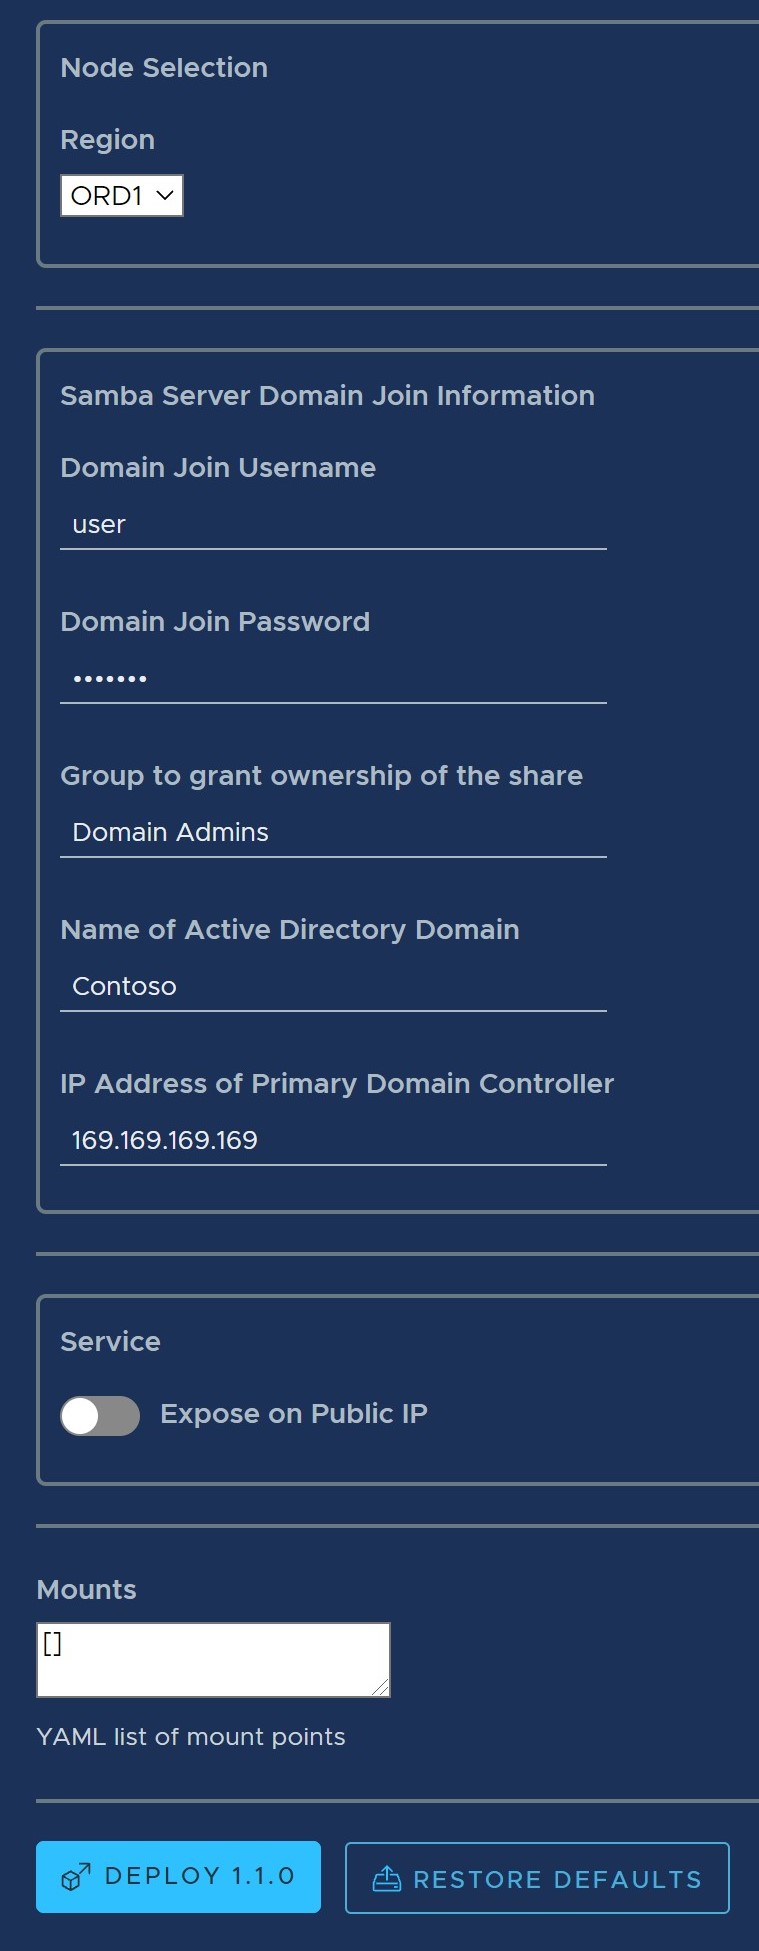 Node Selection
Region
ORD1
Samba Server Domain Join Information
Domain Join Username
user
Domain Join Password
•••••••
Group to grant ownership of the share
Domain Admins
Name of Active Directory Domain
Contoso
IP Address of Primary Domain Controller
169.169.169.169
Service
Expose on Public IP
Mounts
[]
YAML list of mount points
DEPLOY 1.1.0
RESTORE DEFAULTS